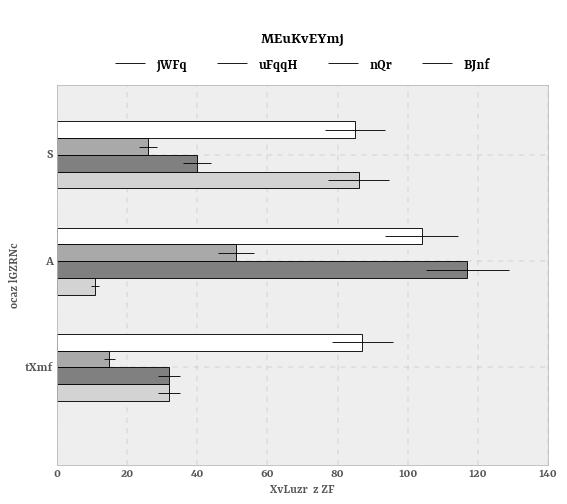 MEuKvEYmj
jWFq uFqqH nQr BJnf
S
A
tXmf
ocaz lGZRNc
0 20 40 60 80 100 120 140
XvLuzr z ZF